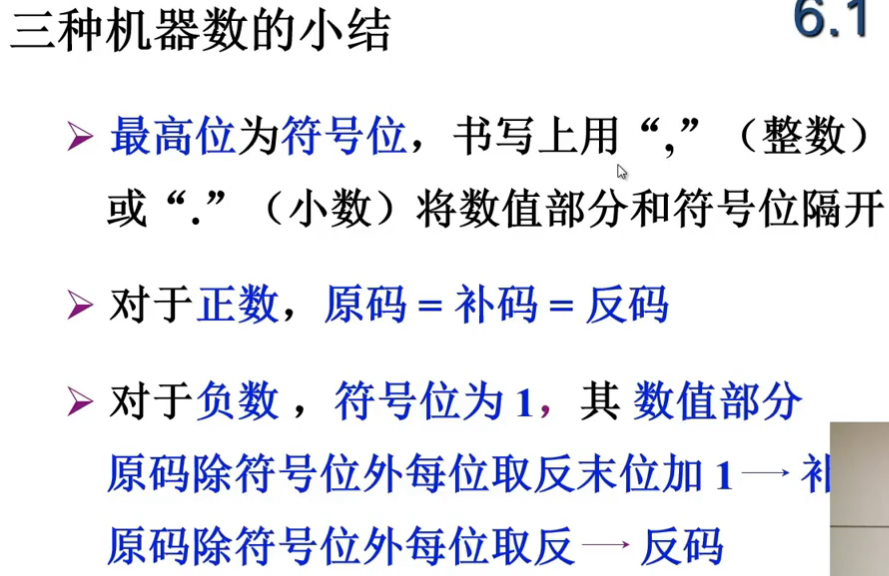 三种机器数的小结
6.1
最高位为符号位，书写上用“,”（整数）
或“.”（小数）将数值部分和符号位隔开
对于正数，原码 = 补码 = 反码
对于负数 ，符号位为 1，其 数值部分
原码除符号位外每位取反末位加 1 → 补
原码除符号位外每位取反 → 反码